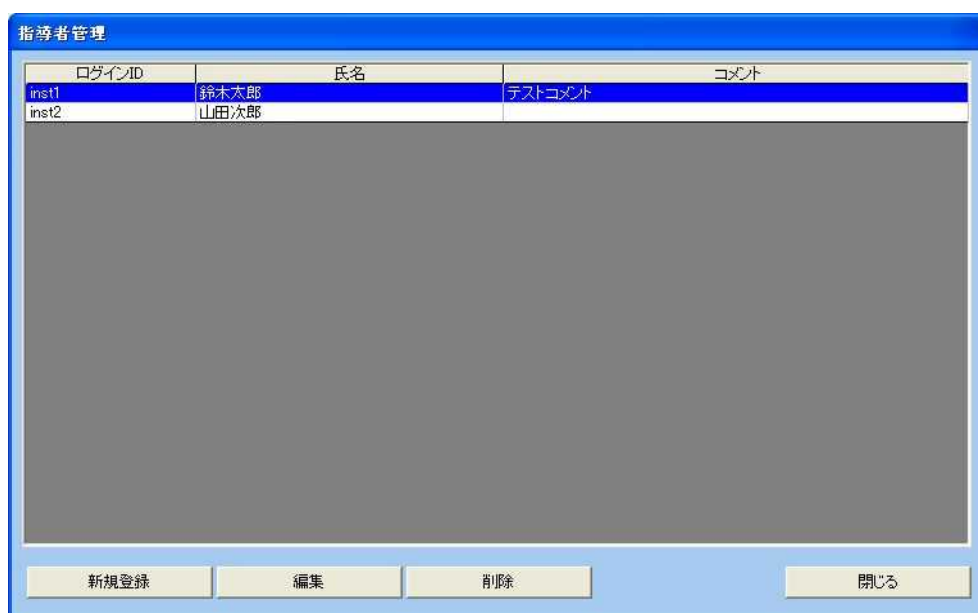 指導者管理
ログインID 氏名 コメント
inst1 鈴木太郎 テストコメント
inst2 山田次郎
新規登録 編集 削除 閉じる